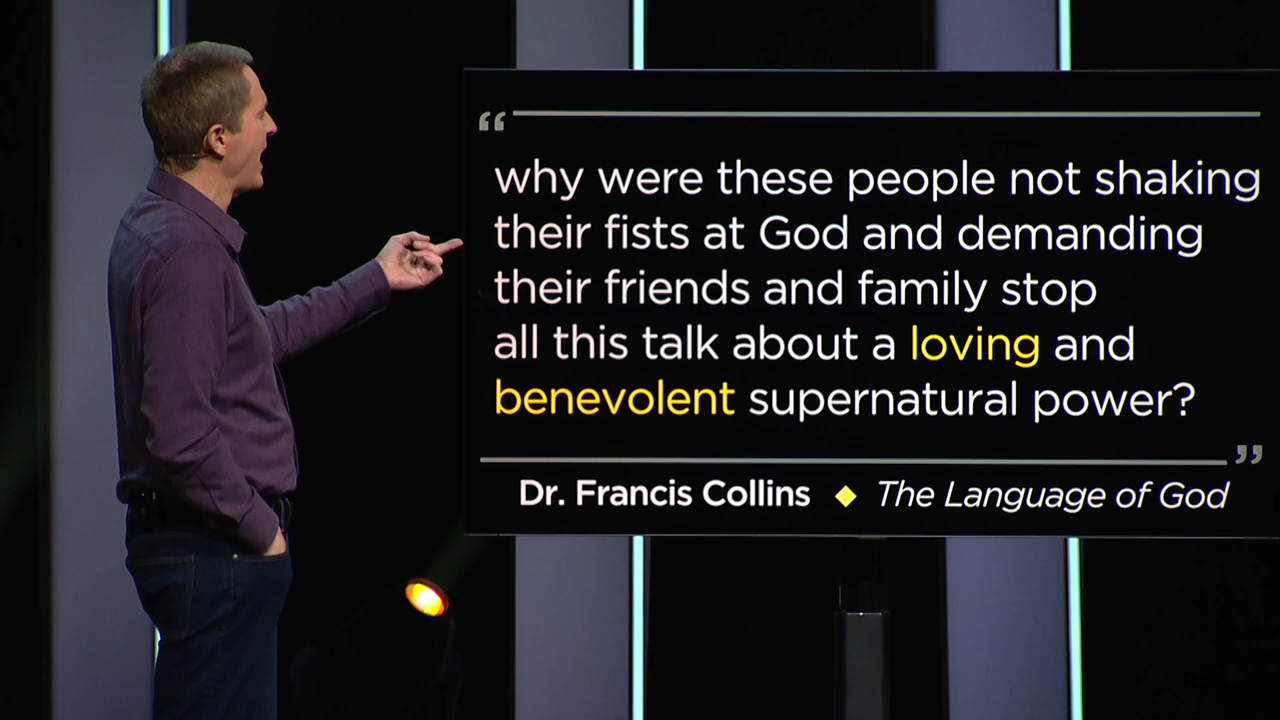 “
why were these people not shaking
their fists at God and demanding
their friends and family stop
all this talk about a loving and
benevolent supernatural power?
”
Dr. Francis Collins ◆ The Language of God